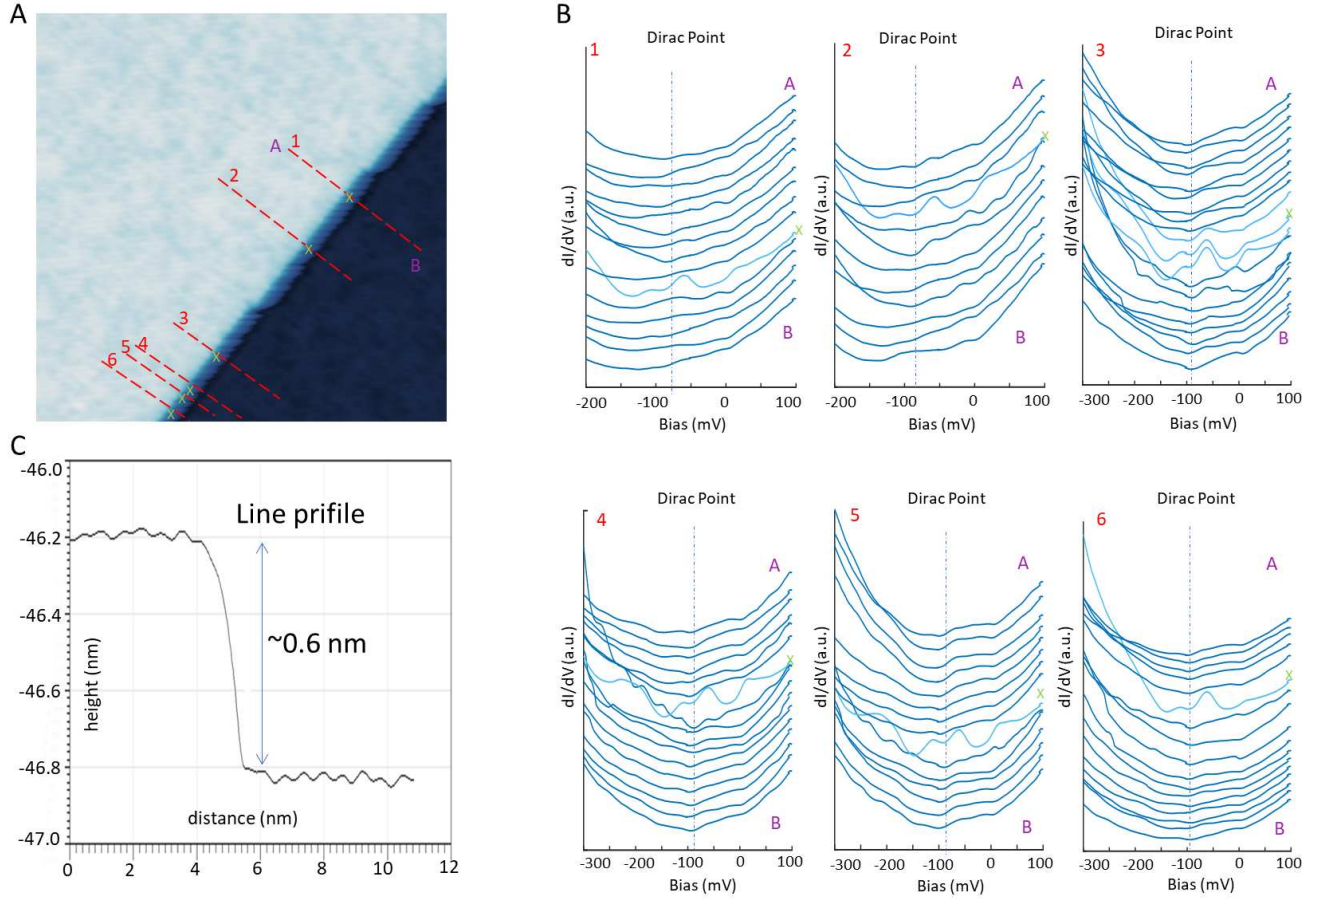 A
1
A
2
B
3
5 4
6
X
X
X
X
X
X
B
Dirac Point
1
A
X
B
dI/dV (a.u.)
-200 -100 0 100
Bias (mV)
Dirac Point
2
A
X
B
dI/dV (a.u.)
-200 -100 0 100
Bias (mV)
Dirac Point
3
A
X
B
dI/dV (a.u.)
-300 -200 -100 0 100
Bias (mV)
C
-46.0
-46.2
-46.4
-46.6
-46.8
-47.0
Line prifile
~0.6 nm
height (nm)
distance (nm)
0 2 4 6 8 10 12
Dirac Point
4
A
X
B
dI/dV (a.u.)
-300 -200 -100 0 100
Bias (mV)
Dirac Point
5
A
X
B
dI/dV (a.u.)
-300 -200 -100 0 100
Bias (mV)
Dirac Point
6
A
X
B
dI/dV (a.u.)
-300 -200 -100 0 100
Bias (mV)